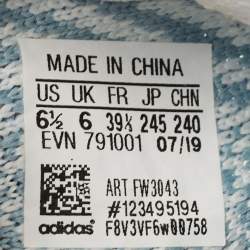 MADE IN CHINA
US UK FR JP CHN
6½ 6 39⅓ 245 240
EVN 791001 07/19
ART FW3043
#123495194
adidas F8V3VF6w00758